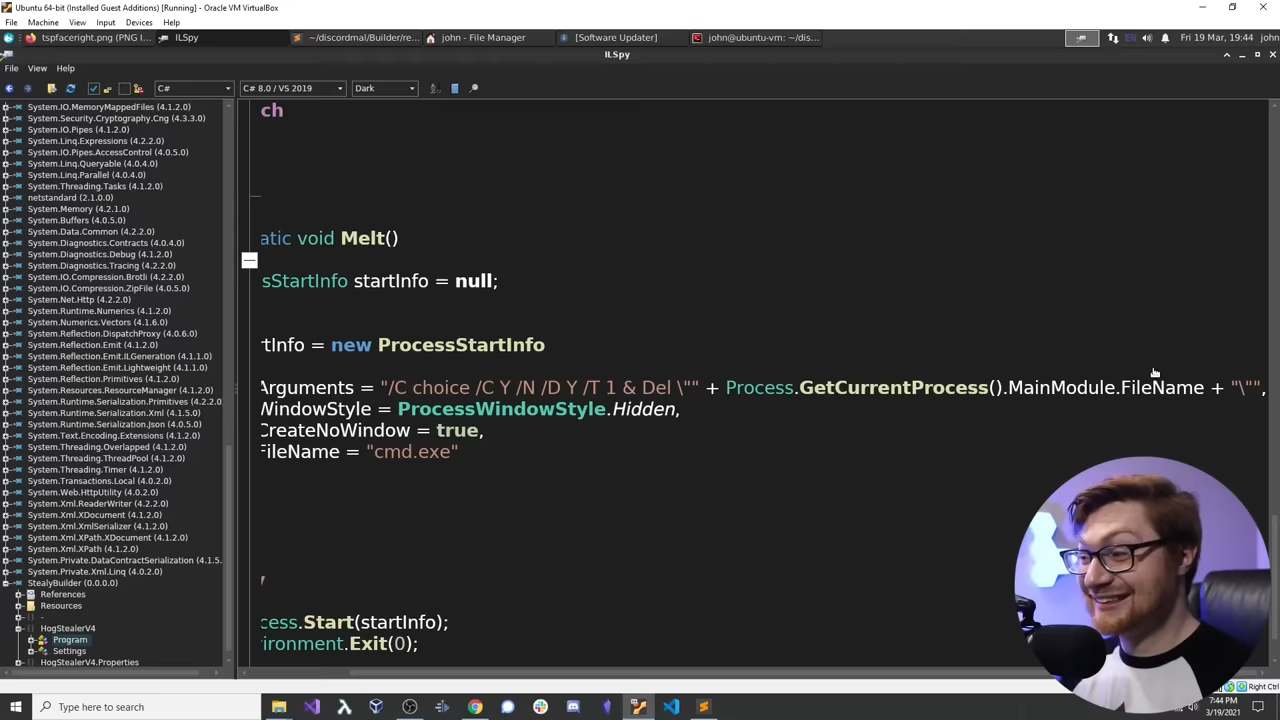 Ubuntu 64-bit (Installed Guest Additions) [Running] - Oracle VM VirtualBox
File Machine View Input Devices Help
tspfaceright.png (PNG I... ILSpy ~/discordmal/Builder/re... john - File Manager [Software Updater] john@ubuntu-vm: ~/dis... En Fri 19 Mar, 19:44 john
ILSpy
File View Help
C# C# 8.0 / VS 2019 Dark
System.IO.MemoryMappedFiles (4.1.2.0)
System.Security.Cryptography.Cng (4.3.3.0)
System.IO.Pipes (4.1.2.0)
System.Linq.Expressions (4.2.2.0)
System.IO.Pipes.AccessControl (4.0.5.0)
System.Linq.Queryable (4.0.4.0)
System.Linq.Parallel (4.0.4.0)
System.Threading.Tasks (4.1.2.0)
netstandard (2.1.0.0)
System.Memory (4.2.1.0)
System.Buffers (4.0.5.0)
System.Data.Common (4.2.2.0)
System.Diagnostics.Contracts (4.0.4.0)
System.Diagnostics.Debug (4.1.2.0)
System.Diagnostics.Tracing (4.2.2.0)
System.IO.Compression.Brotli (4.2.2.0)
System.IO.Compression.ZipFile (4.0.5.0)
System.Net.Http (4.2.2.0)
System.Runtime.Numerics (4.1.2.0)
System.Numerics.Vectors (4.1.6.0)
System.Reflection.DispatchProxy (4.0.6.0)
System.Reflection.Emit (4.1.2.0)
System.Reflection.Emit.ILGeneration (4.1.1.0)
System.Reflection.Emit.Lightweight (4.1.1.0)
System.Reflection.Primitives (4.1.2.0)
System.Resources.ResourceManager (4.1.2.0)
System.Runtime.Serialization.Primitives (4.2.2.0)
System.Runtime.Serialization.Xml (4.1.5.0)
System.Runtime.Serialization.Json (4.0.5.0)
System.Text.Encoding.Extensions (4.1.2.0)
System.Threading.Overlapped (4.1.2.0)
System.Threading.ThreadPool (4.1.2.0)
System.Threading.Timer (4.1.2.0)
System.Transactions.Local (4.0.2.0)
System.Web.HttpUtility (4.0.2.0)
System.Xml.ReaderWriter (4.2.2.0)
System.Xml.XDocument (4.1.2.0)
System.Xml.XmlSerializer (4.1.2.0)
System.Xml.XPath.XDocument (4.1.2.0)
System.Xml.XPath (4.1.2.0)
System.Private.DataContractSerialization (4.1.5.
System.Private.Xml.Linq (4.0.2.0)
StealyBuilder (0.0.0.0)
References
Resources
-
HogStealerV4
Program
Settings
HogStealerV4.Properties
ch
atic void Melt()
sStartInfo startInfo = null;
rtInfo = new ProcessStartInfo
Arguments = "/C choice /C Y /N /D Y /T 1 & Del \"" + Process.GetCurrentProcess().MainModule.FileName + "\"",
WindowStyle = ProcessWindowStyle.Hidden,
CreateNoWindow = true,
FileName = "cmd.exe"
cess.Start(startInfo);
vironment.Exit(0);
Right Ctrl
Type here to search
7:44 PM
3/19/2021